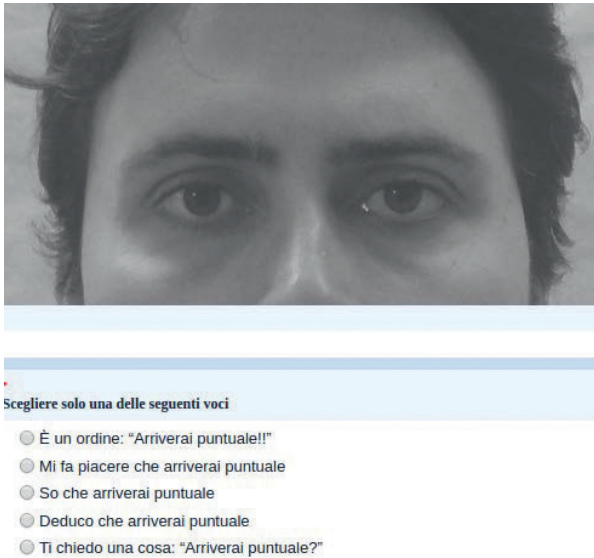 Scegliere solo una delle seguenti voci
È un ordine: “Arriverai puntuale!!”
Mi fa piacere che arriverai puntuale
So che arriverai puntuale
Deduco che arriverai puntuale
Ti chiedo una cosa: “Arriverai puntuale?”